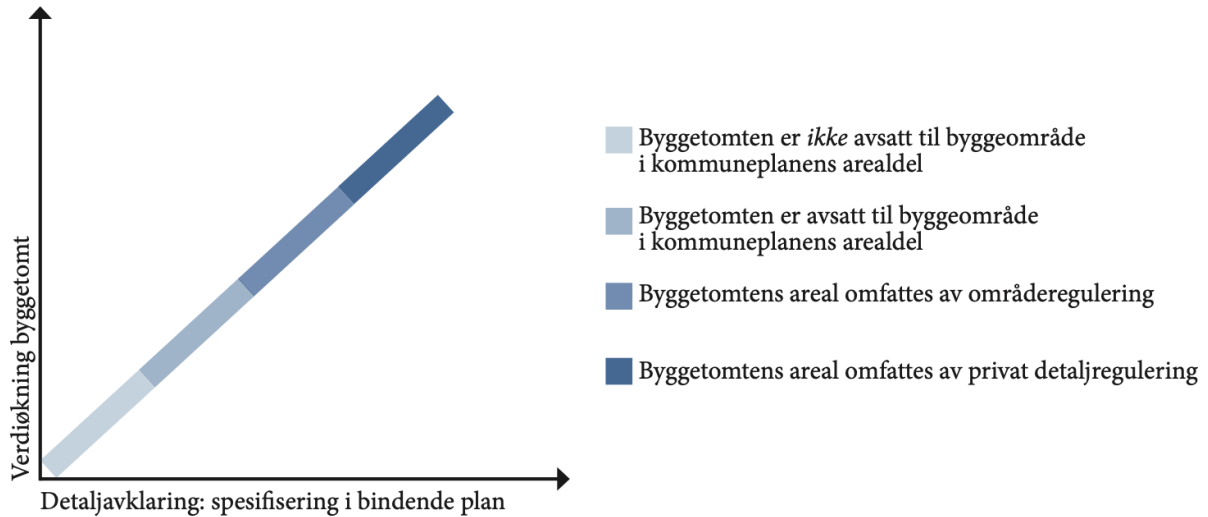 Verdiøkning byggetomt
Detaljavklaring: spesifisering i bindende plan
Byggetomten er ikke avsatt til byggeområde
i kommuneplanens arealdel
Byggetomten er avsatt til byggeområde
i kommuneplanens arealdel
Byggetomtens areal omfattes av områderegulering
Byggetomtens areal omfattes av privat detaljregulering